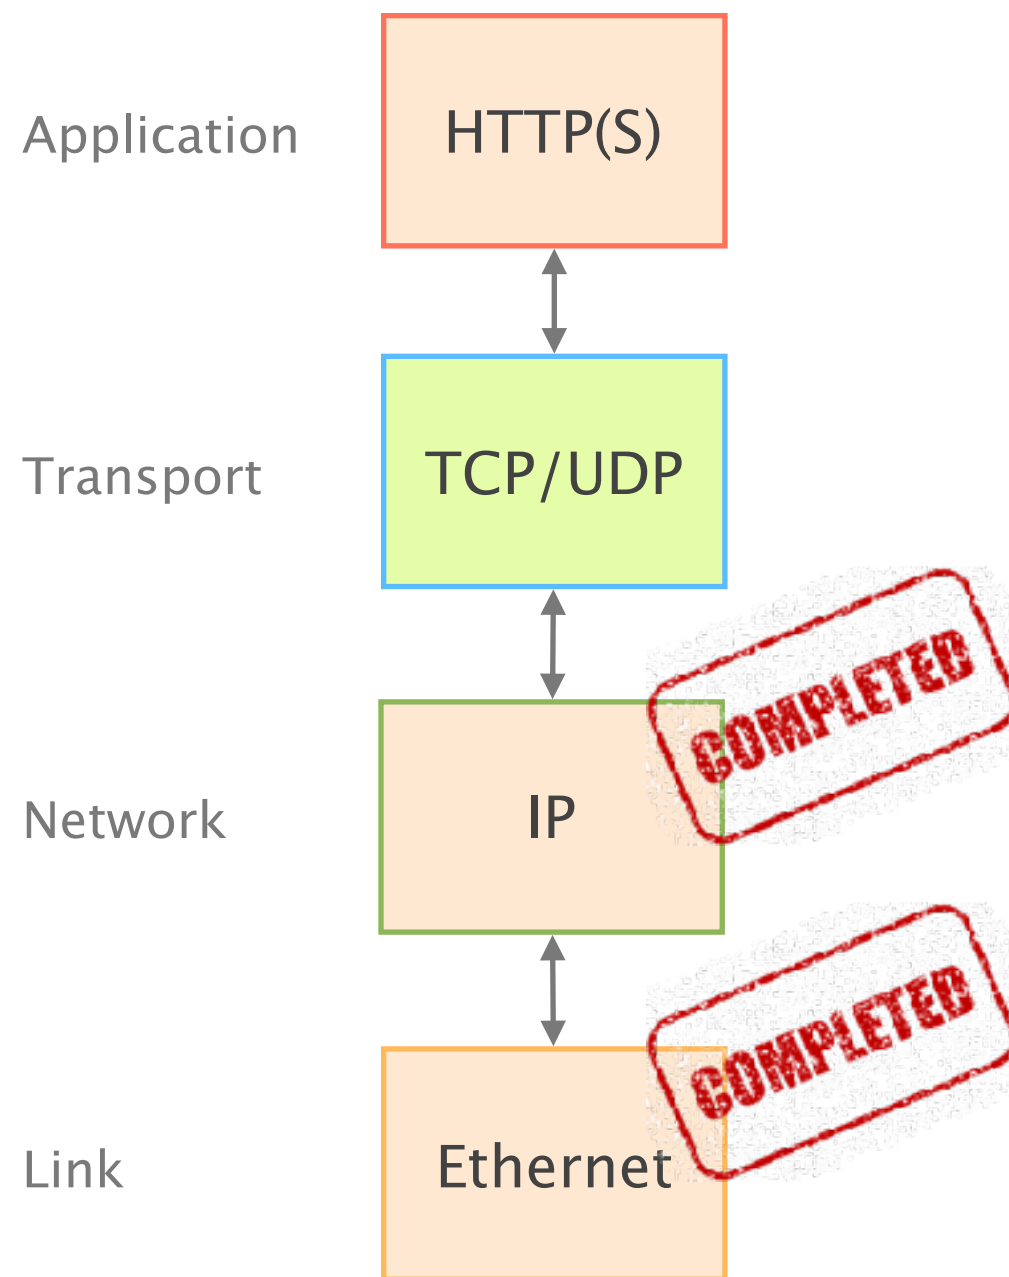 Application
HTTP(S)
Transport
TCP/UDP
COMPLETED
Network
IP
COMPLETED
Link
Ethernet